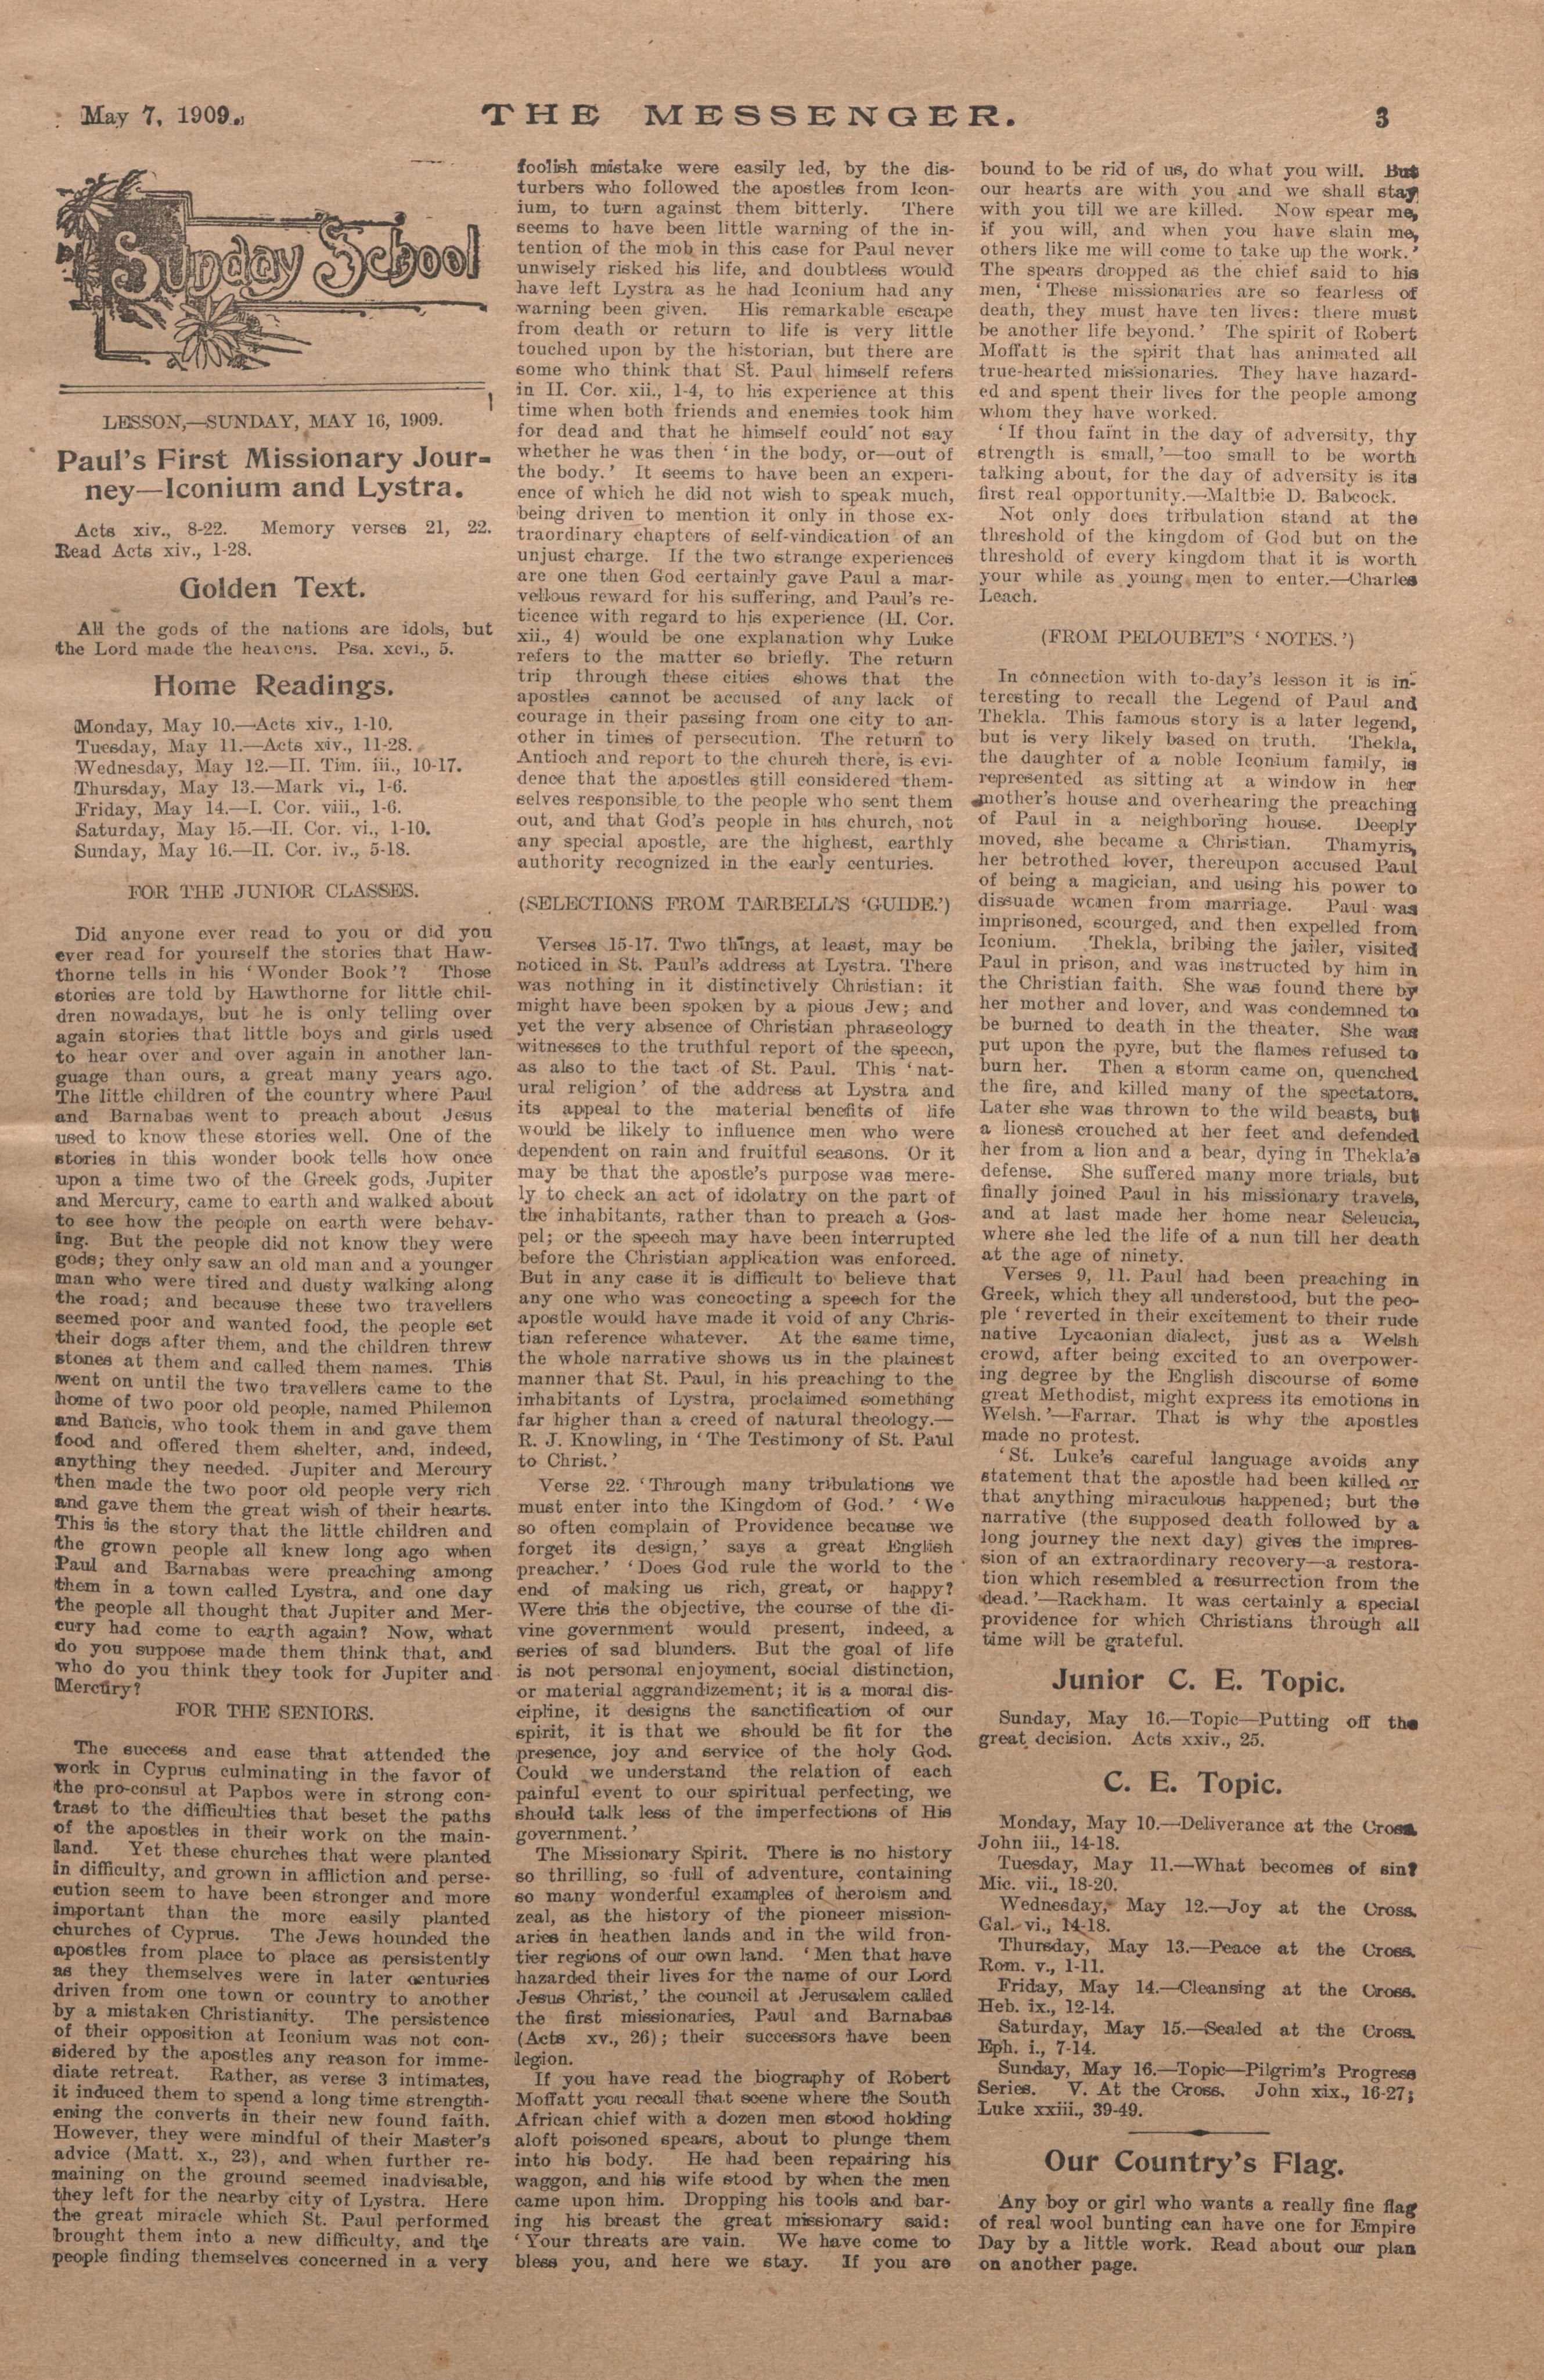 May 7, 1909.
THE MESSENGER.
3
Sunday School
LESSON,—SUNDAY, MAY 16, 1909.
Paul's First Missionary Jour-
ney—Iconium and Lystra.
Acts xiv., 8-22. Memory verses 21, 22.
Read Acts xiv., 1-28.
Golden Text.
All the gods of the nations are idols, but
the Lord made the heavens. Psa. xcvi., 5.
Home Readings.
Monday, May 10.—Acts xiv., 1-10.
Tuesday, May 11.—Acts xiv., 11-28.
Wednesday, May 12.—II. Tim. iii., 10-17.
Thursday, May 13.—Mark vi., 1-6.
Friday, May 14.—I. Cor. viii., 1-6.
Saturday, May 15.—II. Cor. vi., 1-10.
Sunday, May 16.—II. Cor. iv., 5-18.
FOR THE JUNIOR CLASSES.
Did anyone ever read to you or did you
ever read for yourself the stories that Haw-
thorne tells in his 'Wonder Book'? Those
stories are told by Hawthorne for little chil-
dren nowadays, but he is only telling over
again stories that little boys and girls used
to hear over and over again in another lan-
guage than ours, a great many years ago.
The little children of the country where Paul
and Barnabas went to preach about Jesus
used to know these stories well. One of the
stories in this wonder book tells how once
upon a time two of the Greek gods, Jupiter
and Mercury, came to earth and walked about
to see how the people on earth were behav-
ing. But the people did not know they were
gods; they only saw an old man and a younger
man who were tired and dusty walking along
the road; and because these two travellers
seemed poor and wanted food, the people set
their dogs after them, and the children threw
stones at them and called them names. This
went on until the two travellers came to the
home of two poor old people, named Philemon
and Baucis, who took them in and gave them
food and offered them shelter, and, indeed,
anything they needed. Jupiter and Mercury
then made the two poor old people very rich
and gave them the great wish of their hearts.
This is the story that the little children and
the grown people all knew long ago when
Paul and Barnabas were preaching among
them in a town called Lystra, and one day
the people all thought that Jupiter and Mer-
cury had come to earth again? Now, what
do you suppose made them think that, and
who do you think they took for Jupiter and
Mercury?
FOR THE SENIORS.
The success and ease that attended the
work in Cyprus culminating in the favor of
the pro-consul at Papbos were in strong con-
trast to the difficulties that beset the paths
of the apostles in their work on the main-
land. Yet these churches that were planted
in difficulty, and grown in affliction and perse-
cution seem to have been stronger and more
important than the more easily planted
churches of Cyprus. The Jews hounded the
apostles from place to place as persistently
as they themselves were in later centuries
driven from one town or country to another
by a mistaken Christianity. The persistence
of their opposition at Iconium was not con-
sidered by the apostles any reason for imme-
diate retreat. Rather, as verse 3 intimates,
it induced them to spend a long time strength-
ening the converts in their new found faith.
However, they were mindful of their Master's
advice (Matt. x., 23), and when further re-
maining on the ground seemed inadvisable,
they left for the nearby city of Lystra. Here
the great miracle which St. Paul performed
brought them into a new difficulty, and the
people finding themselves concerned in a very
foolish mistake were easily led, by the dis-
turbers who followed the apostles from Icon-
ium, to turn against them bitterly. There
seems to have been little warning of the in-
tention of the mob in this case for Paul never
unwisely risked his life, and doubtless would
have left Lystra as he had Iconium had any
warning been given. His remarkable escape
from death or return to life is very little
touched upon by the historian, but there are
some who think that St. Paul himself refers
in II. Cor. xii., 1-4, to his experience at this
time when both friends and enemies took him
for dead and that he himself could not say
whether he was then 'in the body, or—out of
the body.' It seems to have been an experi-
ence of which he did not wish to speak much,
being driven to mention it only in those ex-
traordinary chapters of self-vindication of an
unjust charge. If the two strange experiences
are one then God certainly gave Paul a mar-
vellous reward for his suffering, and Paul's re-
ticence with regard to his experience (II. Cor.
xii., 4) would be one explanation why Luke
refers to the matter so briefly. The return
trip through these cities shows that the
apostles cannot be accused of any lack of
courage in their passing from one city to an-
other in times of persecution. The return to
Antioch and report to the church there, is evi-
dence that the apostles still considered them-
selves responsible to the people who sent them
out, and that God's people in his church, not
any special apostle, are the highest, earthly
authority recognized in the early centuries.
(SELECTIONS FROM TARBELL'S 'GUIDE.')
Verses 15-17. Two things, at least, may be
noticed in St. Paul's address at Lystra. There
was nothing in it distinctively Christian: it
might have been spoken by a pious Jew; and
yet the very absence of Christian phraseology
witnesses to the truthful report of the speech,
as also to the tact of St. Paul. This 'nat-
ural religion' of the address at Lystra and
its appeal to the material benefits of life
would be likely to influence men who were
dependent on rain and fruitful seasons. Or it
may be that the apostle's purpose was mere-
ly to check an act of idolatry on the part of
the inhabitants, rather than to preach a Gos-
pel; or the speech may have been interrupted
before the Christian application was enforced.
But in any case it is difficult to believe that
any one who was concocting a speech for the
apostle would have made it void of any Chris-
tian reference whatever. At the same time,
the whole narrative shows us in the plainest
manner that St. Paul, in his preaching to the
inhabitants of Lystra, proclaimed something
far higher than a creed of natural theology.—
R. J. Knowling, in 'The Testimony of St. Paul
to Christ.'
Verse 22. 'Through many tribulations we
must enter into the Kingdom of God.' 'We
so often complain of Providence because we
forget its design,' says a great English
preacher.' 'Does God rule the world to the
end of making us rich, great, or happy?
Were this the objective, the course of the di-
vine government would present, indeed, a
series of sad blunders. But the goal of life
is not personal enjoyment, social distinction,
or material aggrandizement; it is a moral dis-
cipline, it designs the sanctification of our
spirit, it is that we should be fit for the
presence, joy and service of the holy God.
Could we understand the relation of each
painful event to our spiritual perfecting, we
should talk less of the imperfections of His
government.'
The Missionary Spirit. There is no history
so thrilling, so full of adventure, containing
so many wonderful examples of heroism and
zeal, as the history of the pioneer mission-
aries in heathen lands and in the wild fron-
tier regions of our own land. 'Men that have
hazarded their lives for the name of our Lord
Jesus Christ,' the council at Jerusalem called
the first missionaries, Paul and Barnabas
(Acts xv., 26); their successors have been
legion.
If you have read the biography of Robert
Moffatt you recall that scene where the South
African chief with a dozen men stood holding
aloft poisoned spears, about to plunge them
into his body. He had been repairing his
waggon, and his wife stood by when the men
came upon him. Dropping his tools and bar-
ing his breast the great missionary said:
'Your threats are vain. We have come to
bless you, and here we stay. If you are
bound to be rid of us, do what you will. But
our hearts are with you and we shall stay
with you till we are killed. Now spear me,
if you will, and when you have slain me,
others like me will come to take up the work.'
The spears dropped as the chief said to his
men, 'These missionaries are so fearless of
death, they must have ten lives: there must
be another life beyond.' The spirit of Robert
Moffatt is the spirit that has animated all
true-hearted missionaries. They have hazard-
ed and spent their lives for the people among
whom they have worked.
'If thou faint in the day of adversity, thy
strength is small,'—too small to be worth
talking about, for the day of adversity is its
first real opportunity.—Maltbie D. Babcock.
Not only does tribulation stand at the
threshold of the kingdom of God but on the
threshold of every kingdom that it is worth
your while as young men to enter.—Charles
Leach.
(FROM PELOUBET'S 'NOTES.')
In connection with to-day's lesson it is in-
teresting to recall the Legend of Paul and
Thekla. This famous story is a later legend,
but is very likely based on truth. Thekla,
the daughter of a noble Iconium family, is
represented as sitting at a window in her
mother's house and overhearing the preaching
of Paul in a neighboring house. Deeply
moved, she became a Christian. Thamyris,
her betrothed lover, thereupon accused Paul
of being a magician, and using his power to
dissuade women from marriage. Paul was
imprisoned, scourged, and then expelled from
Iconium. Thekla, bribing the jailer, visited
Paul in prison, and was instructed by him in
the Christian faith. She was found there by
her mother and lover, and was condemned to
be burned to death in the theater. She was
put upon the pyre, but the flames refused to
burn her. Then a storm came on, quenched
the fire, and killed many of the spectators.
Later she was thrown to the wild beasts, but
a lioness crouched at her feet and defended
her from a lion and a bear, dying in Thekla's
defense. She suffered many more trials, but
finally joined Paul in his missionary travels,
and at last made her home near Seleucia,
where she led the life of a nun till her death
at the age of ninety.
Verses 9, 11. Paul had been preaching in
Greek, which they all understood, but the peo-
ple 'reverted in their excitement to their rude
native Lycaonian dialect, just as a Welsh
crowd, after being excited to an overpower-
ing degree by the English discourse of some
great Methodist, might express its emotions in
Welsh.'—Farrar. That is why the apostles
made no protest.
'St. Luke's careful language avoids any
statement that the apostle had been killed or
that anything miraculous happened; but the
narrative (the supposed death followed by a
long journey the next day) gives the impres-
sion of an extraordinary recovery—a restora-
tion which resembled a resurrection from the
dead.'—Rackham. It was certainly a special
providence for which Christians through all
time will be grateful.
Junior C. E. Topic.
Sunday, May 16.—Topic—Putting off the
great decision. Acts xxiv., 25.
C. E. Topic.
Monday, May 10.—Deliverance at the Cross.
John iii., 14-18.
Tuesday, May 11.—What becomes of sin?
Mic. vii., 18-20.
Wednesday, May 12.—Joy at the Cross.
Gal. vi., 14-18.
Thursday, May 13.—Peace at the Cross.
Rom. v., 1-11.
Friday, May 14.—Cleansing at the Cross.
Heb. ix., 12-14.
Saturday, May 15.—Sealed at the Cross.
Eph. i., 7-14.
Sunday, May 16.—Topic—Pilgrim's Progress
Series. V. At the Cross. John xix., 16-27;
Luke xxiii., 39-49.
Our Country's Flag.
Any boy or girl who wants a really fine flag
of real wool bunting can have one for Empire
Day by a little work. Read about our plan
on another page.